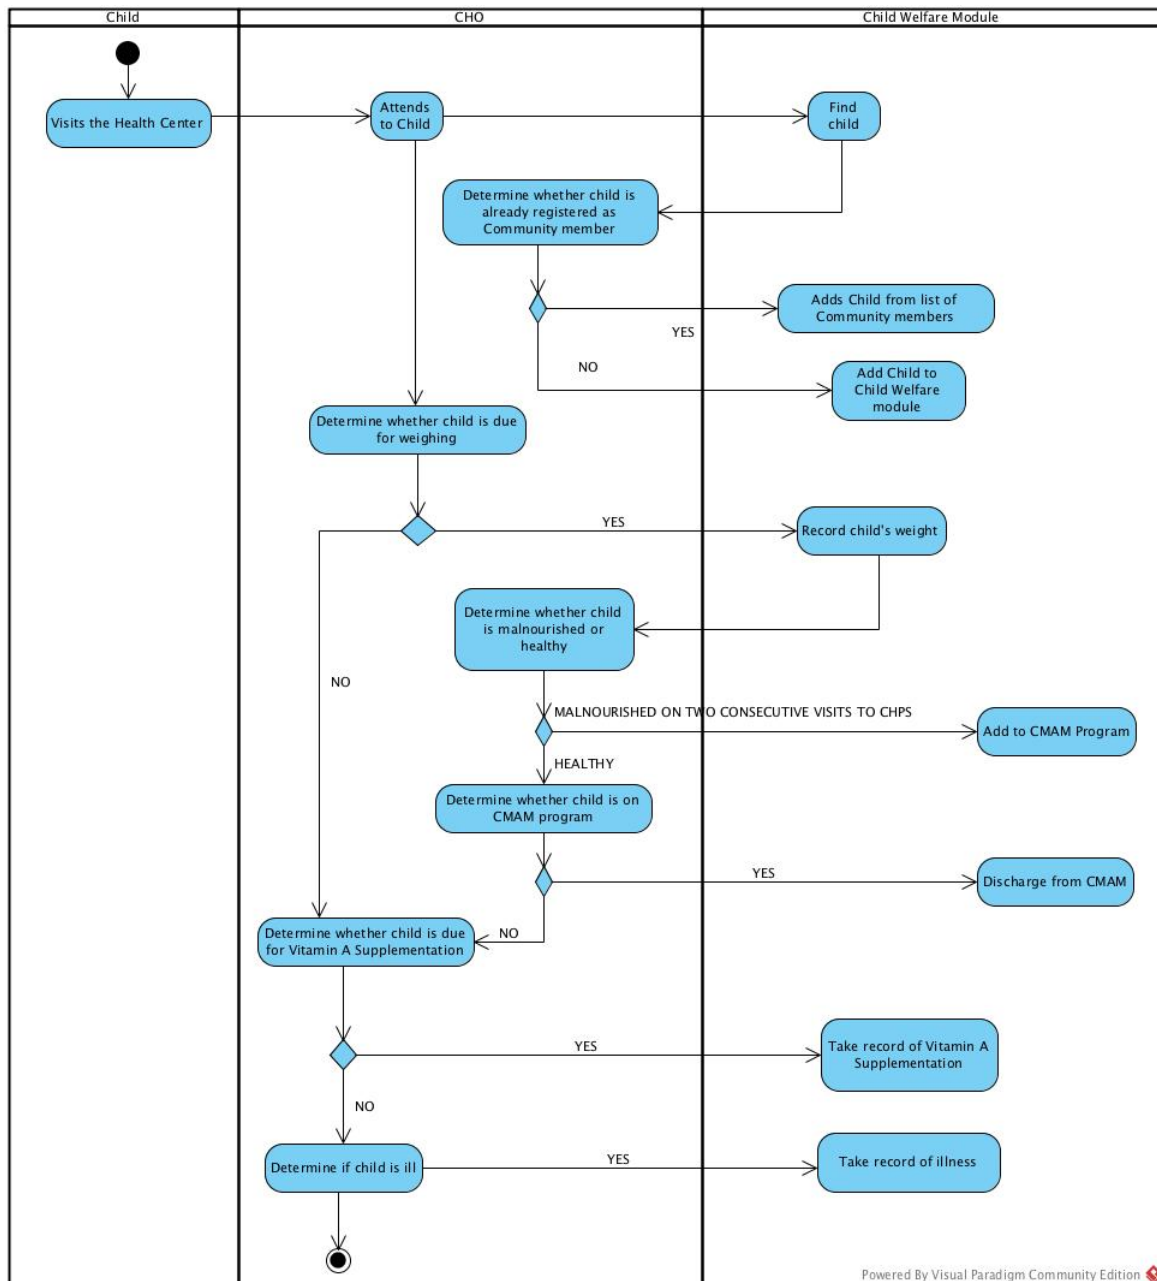 Child
CHO
Child Welfare Module
Visits the Health Center
Attends
to Child
Find
child
Determine whether child is
already registered as
Community member
Adds Child from list of
Community members
YES
NO
Add Child to
Child Welfare
module
Determine whether child is due
for weighing
YES
Record child's weight
Determine whether child
is malnourished or
healthy
NO
MALNOURISHED ON TWO CONSECUTIVE VISITS TO CHPS
Add to CMAM Program
HEALTHY
Determine whether child is on
CMAM program
YES
Discharge from CMAM
Determine whether child is due
for Vitamin A Supplementation
NO
YES
Take record of Vitamin A
Supplementation
NO
Determine if child is ill
YES
Take record of illness
Powered By Visual Paradigm Community Edition